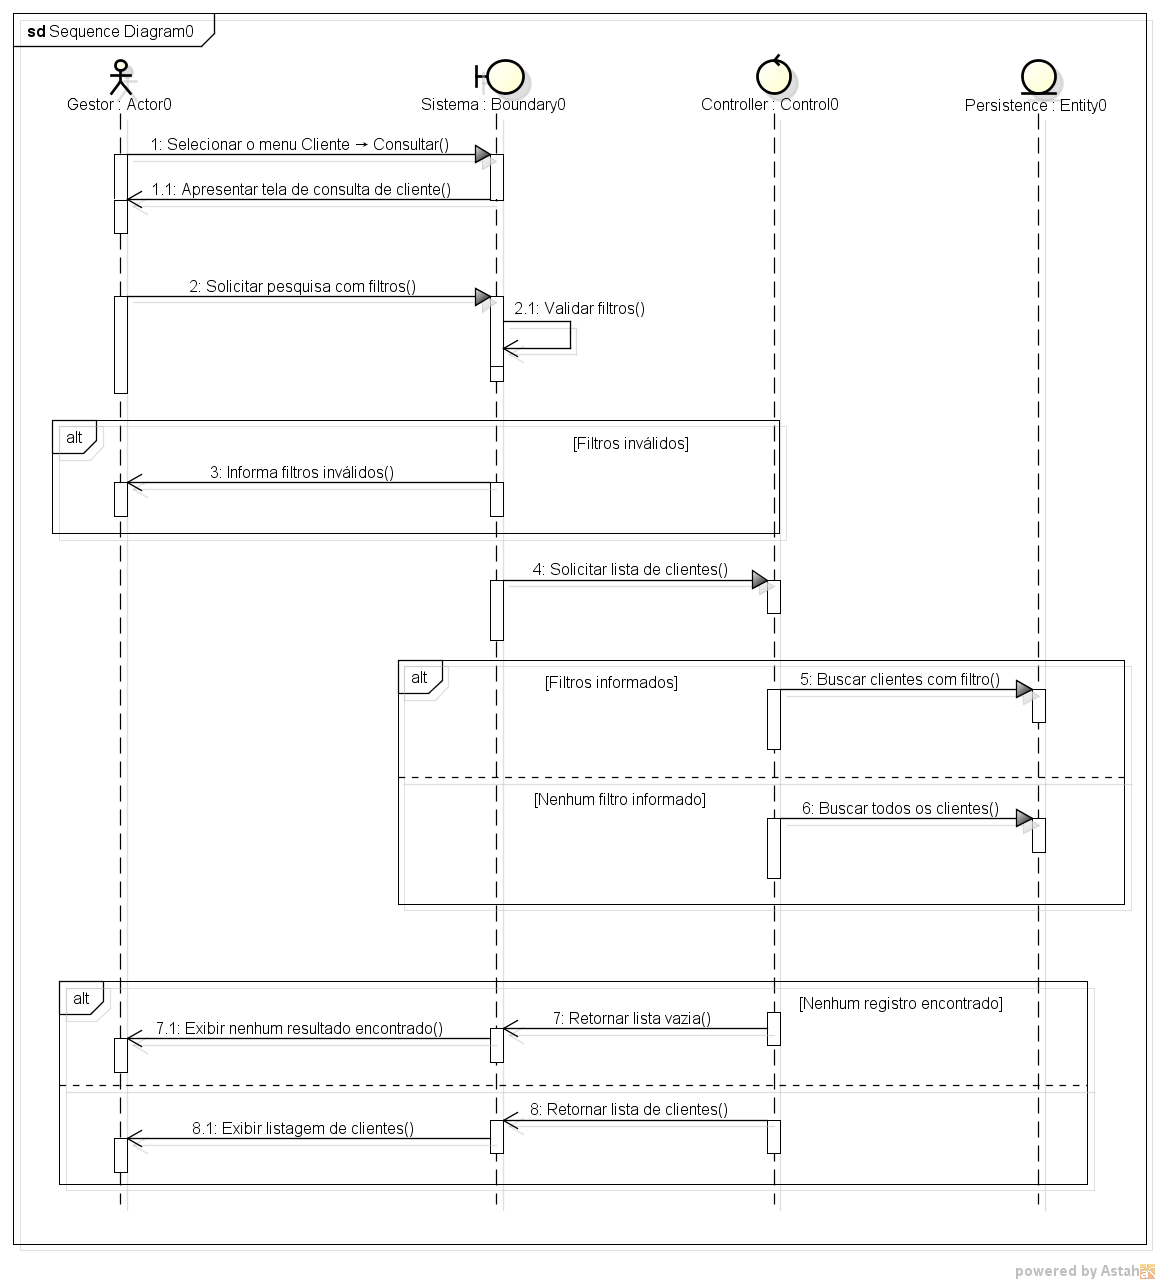 sd Sequence Diagram0
Gestor : Actor0
Sistema : Boundary0
Controller : Control0
Persistence : Entity0
1: Selecionar o menu Cliente → Consultar()
1.1: Apresentar tela de consulta de cliente()
2: Solicitar pesquisa com filtros()
2.1: Validar filtros()
alt
[Filtros inválidos]
3: Informa filtros inválidos()
4: Solicitar lista de clientes()
alt
[Filtros informados]
5: Buscar clientes com filtro()
[Nenhum filtro informado]
6: Buscar todos os clientes()
alt
[Nenhum registro encontrado]
7: Retornar lista vazia()
7.1: Exibir nenhum resultado encontrado()
8: Retornar lista de clientes()
8.1: Exibir listagem de clientes()
powered by Astah